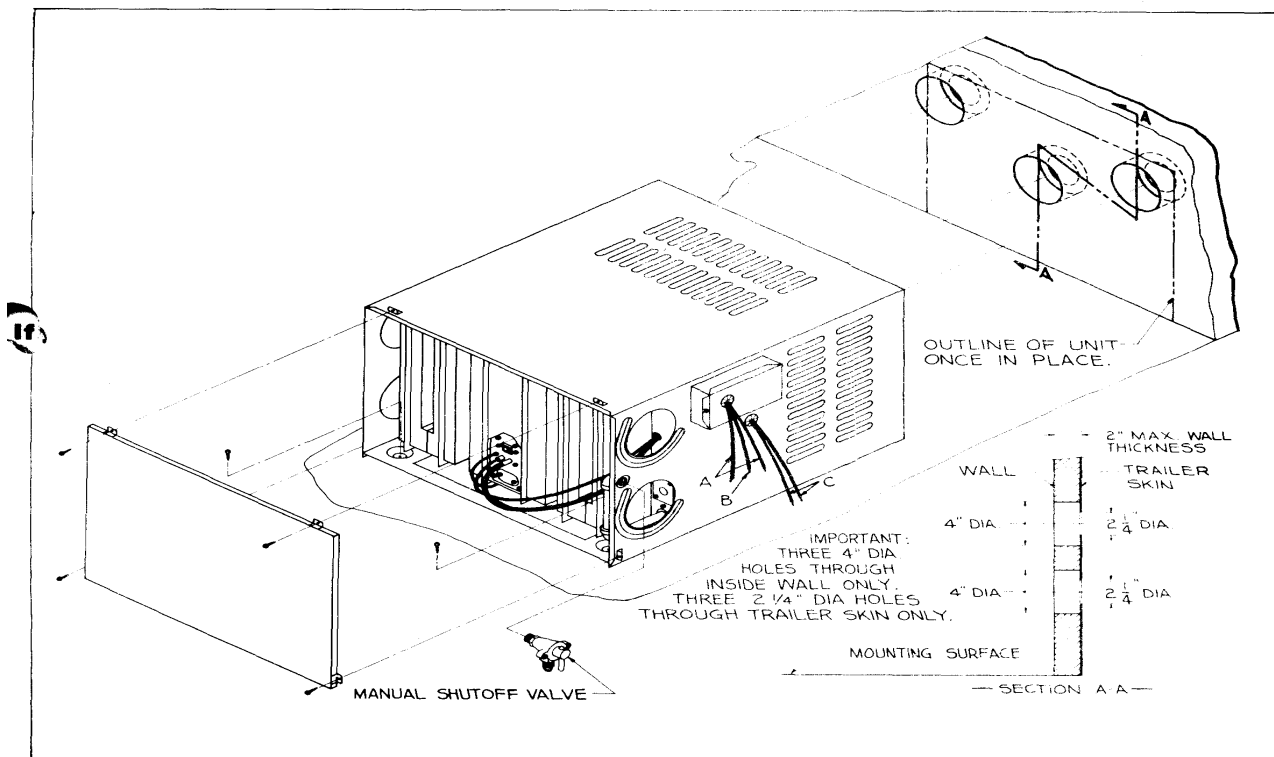 If
A
A
OUTLINE OF UNIT
ONCE IN PLACE.
2" MAX. WALL
THICKNESS
WALL
TRAILER
SKIN
A
B
C
4" DIA
2 1/4" DIA
IMPORTANT:
THREE 4" DIA
HOLES THROUGH
INSIDE WALL ONLY.
THREE 2 1/4" DIA HOLES
THROUGH TRAILER SKIN ONLY.
4" DIA
2 1/4" DIA
MOUNTING SURFACE
MANUAL SHUTOFF VALVE
SECTION A-A